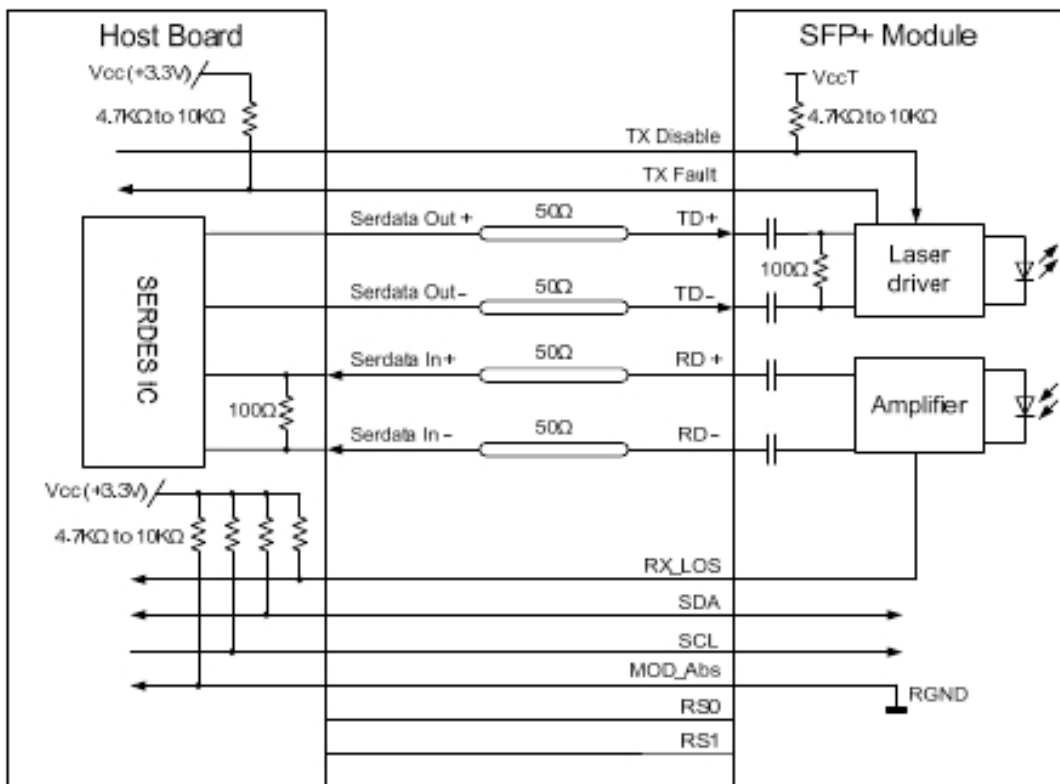 Host Board
SFP+ Module
Vcc(+3.3V)
VccT
4.7KΩ to 10KΩ
4.7KΩ to 10KΩ
TX Disable
TX Fault
Serdata Out +
50Ω
TD+
100Ω
Laser
driver
Serdata Out -
50Ω
TD-
SERDES IC
Serdata In+
50Ω
RD +
Amplifier
100Ω
Serdata In -
50Ω
RD-
Vcc(+3.3V)
4.7KΩ to 10KΩ
RX_LOS
SDA
SCL
MOD_Abs
RGND
RS0
RS1